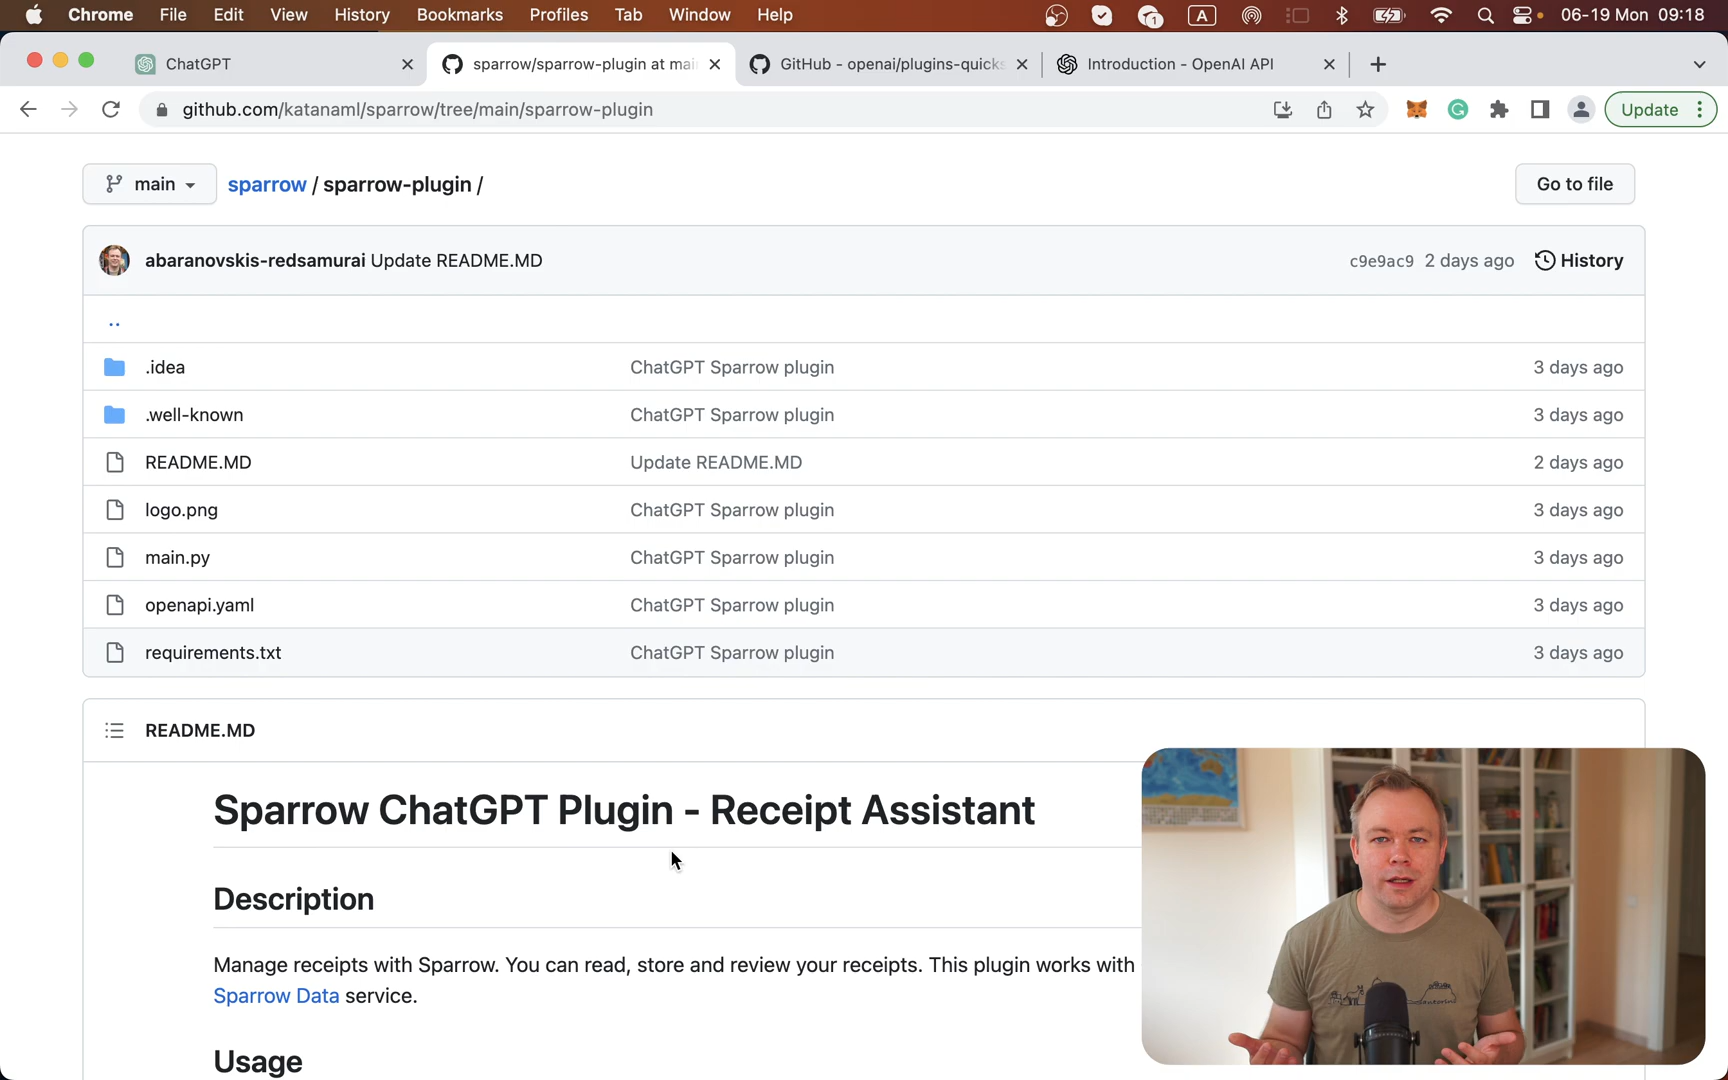 Chrome File Edit View History Bookmarks Profiles Tab Window Help 1 A 06-19 Mon 09:18
ChatGPT sparrow/sparrow-plugin at mai GitHub - openai/plugins-quicks Introduction - OpenAI API
github.com/katanaml/sparrow/tree/main/sparrow-plugin Update
main sparrow / sparrow-plugin / Go to file
abaranovskis-redsamurai Update README.MD c9e9ac9 2 days ago History
..
.idea ChatGPT Sparrow plugin 3 days ago
.well-known ChatGPT Sparrow plugin 3 days ago
README.MD Update README.MD 2 days ago
logo.png ChatGPT Sparrow plugin 3 days ago
main.py ChatGPT Sparrow plugin 3 days ago
openapi.yaml ChatGPT Sparrow plugin 3 days ago
requirements.txt ChatGPT Sparrow plugin 3 days ago
README.MD
Sparrow ChatGPT Plugin - Receipt Assistant
Description
Manage receipts with Sparrow. You can read, store and review your receipts. This plugin works with
Sparrow Data service.
Usage